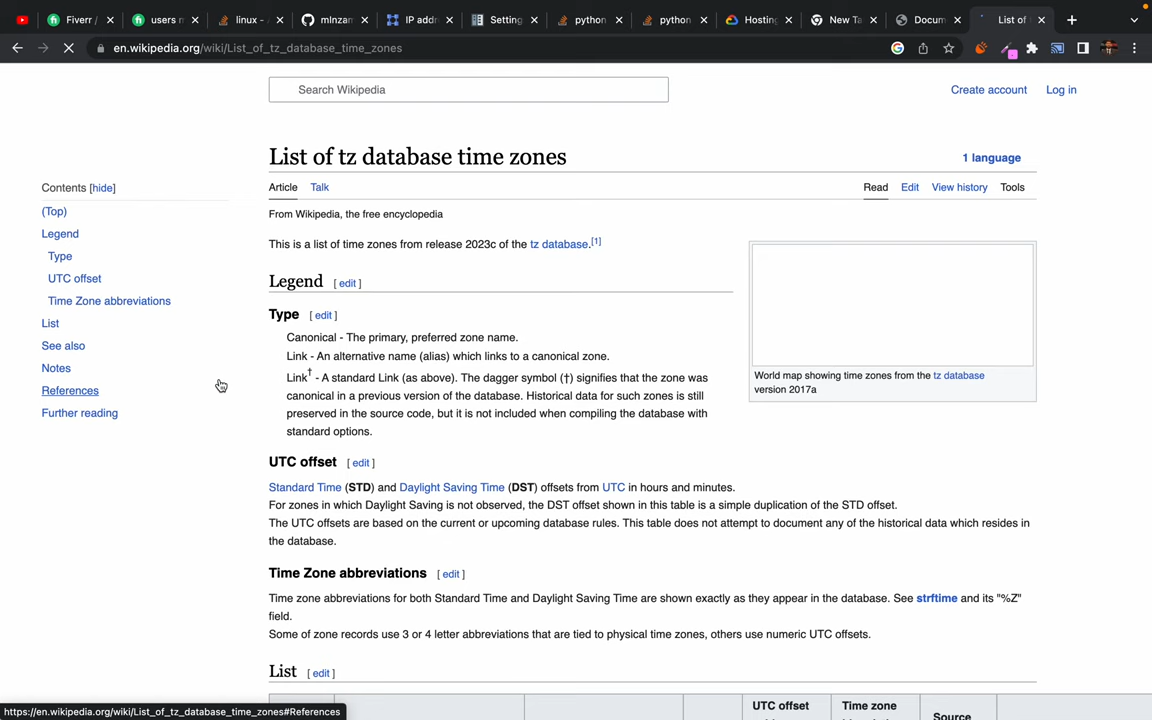 Fiverr /
users n
linux -
mlnzam
IP addr
Setting
python
python
Hosting
New Ta
Docum
List of
en.wikipedia.org/wiki/List_of_tz_database_time_zones
Search Wikipedia
Create account
Log in
List of tz database time zones
1 language
Contents [hide]
Article
Talk
Read
Edit
View history
Tools
(Top)
From Wikipedia, the free encyclopedia
Legend
This is a list of time zones from release 2023c of the tz database.[1]
Type
UTC offset
Time Zone abbreviations
List
See also
Notes
References
Further reading
Legend [ edit ]
Type [ edit ]
Canonical - The primary, preferred zone name.
Link - An alternative name (alias) which links to a canonical zone.
Link† - A standard Link (as above). The dagger symbol (†) signifies that the zone was
canonical in a previous version of the database. Historical data for such zones is still
preserved in the source code, but it is not included when compiling the database with
standard options.
World map showing time zones from the tz database
version 2017a
UTC offset [ edit ]
Standard Time (STD) and Daylight Saving Time (DST) offsets from UTC in hours and minutes.
For zones in which Daylight Saving is not observed, the DST offset shown in this table is a simple duplication of the STD offset.
The UTC offsets are based on the current or upcoming database rules. This table does not attempt to document any of the historical data which resides in
the database.
Time Zone abbreviations [ edit ]
Time zone abbreviations for both Standard Time and Daylight Saving Time are shown exactly as they appear in the database. See strftime and its "%Z"
field.
Some of zone records use 3 or 4 letter abbreviations that are tied to physical time zones, others use numeric UTC offsets.
List [ edit ]
UTC offset
Time zone
Source
https://en.wikipedia.org/wiki/List_of_tz_database_time_zones#References